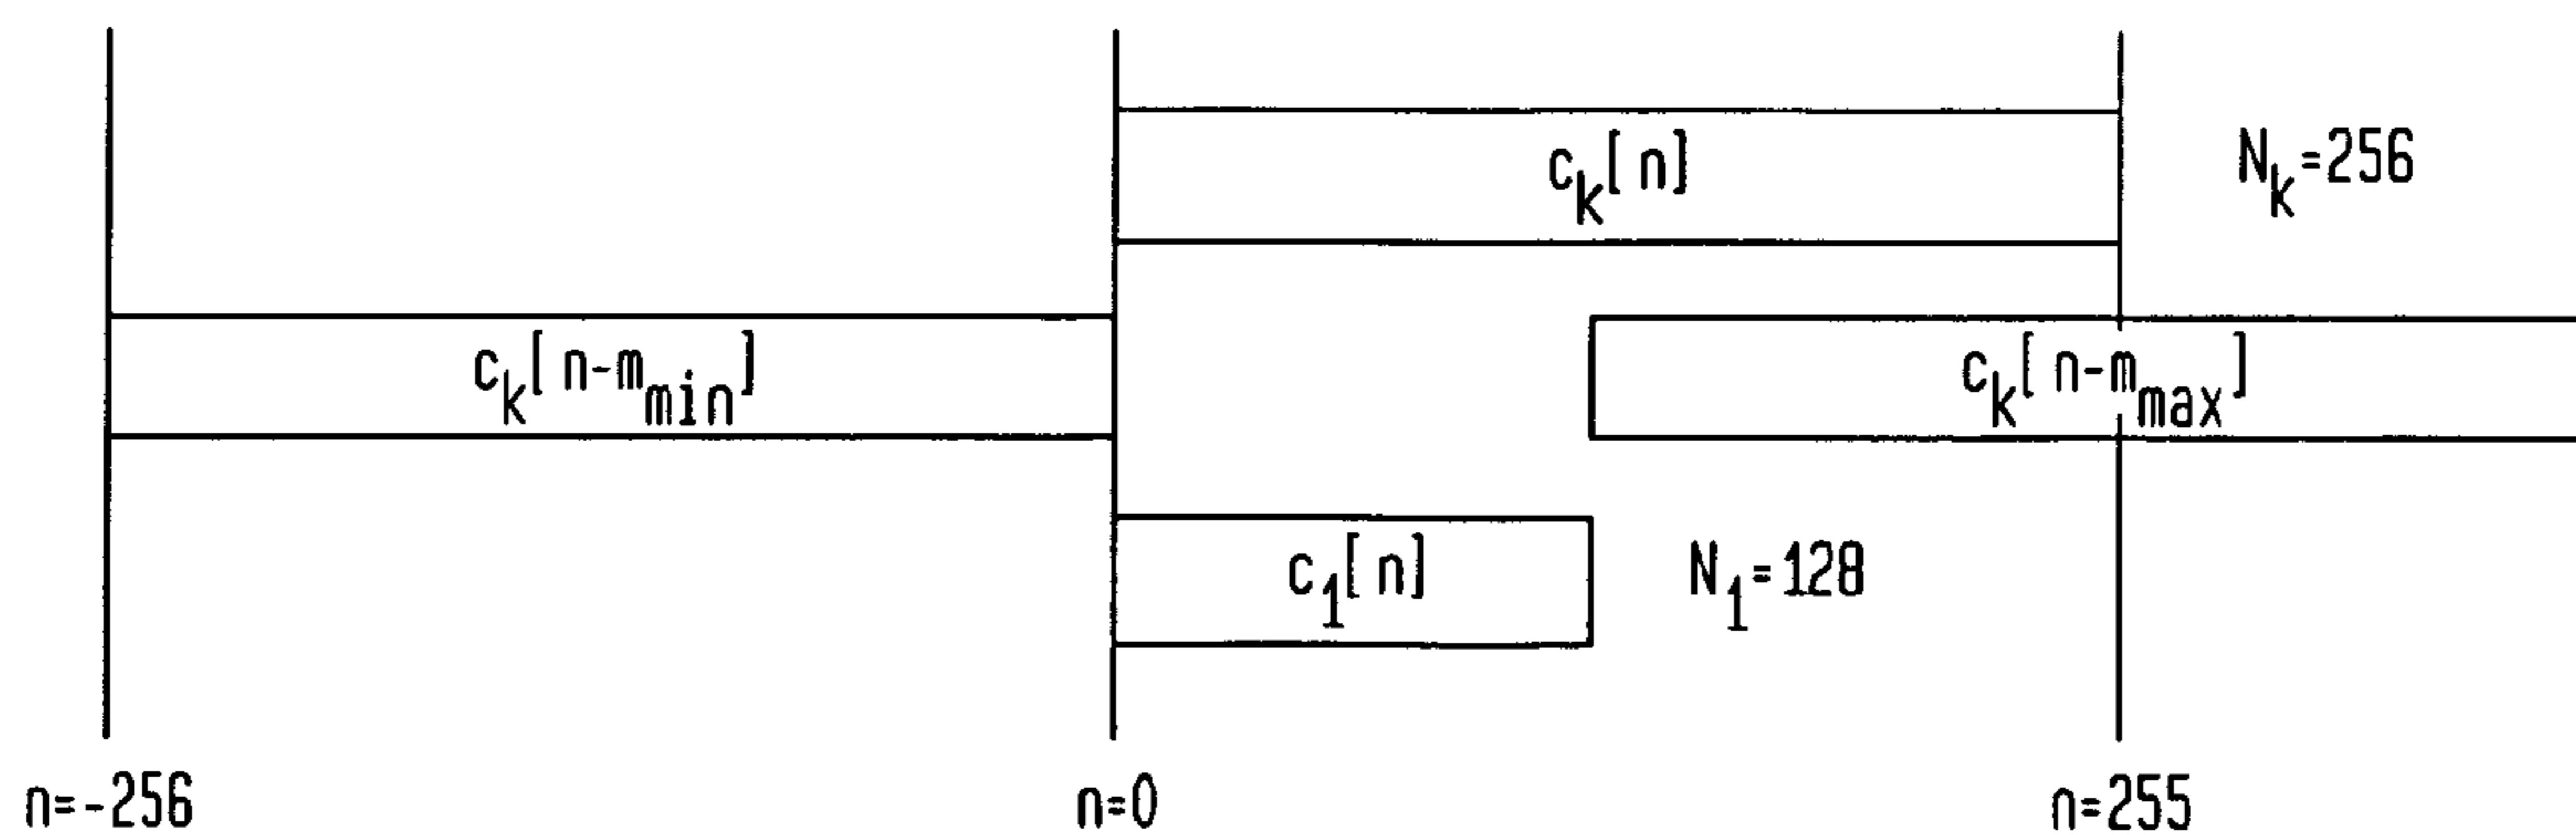 c_k[n]
N_k=256
c_k[n-m_min]
c_k[n-m_max]
c_1[n]
N_1=128
n=-256
n=0
n=255